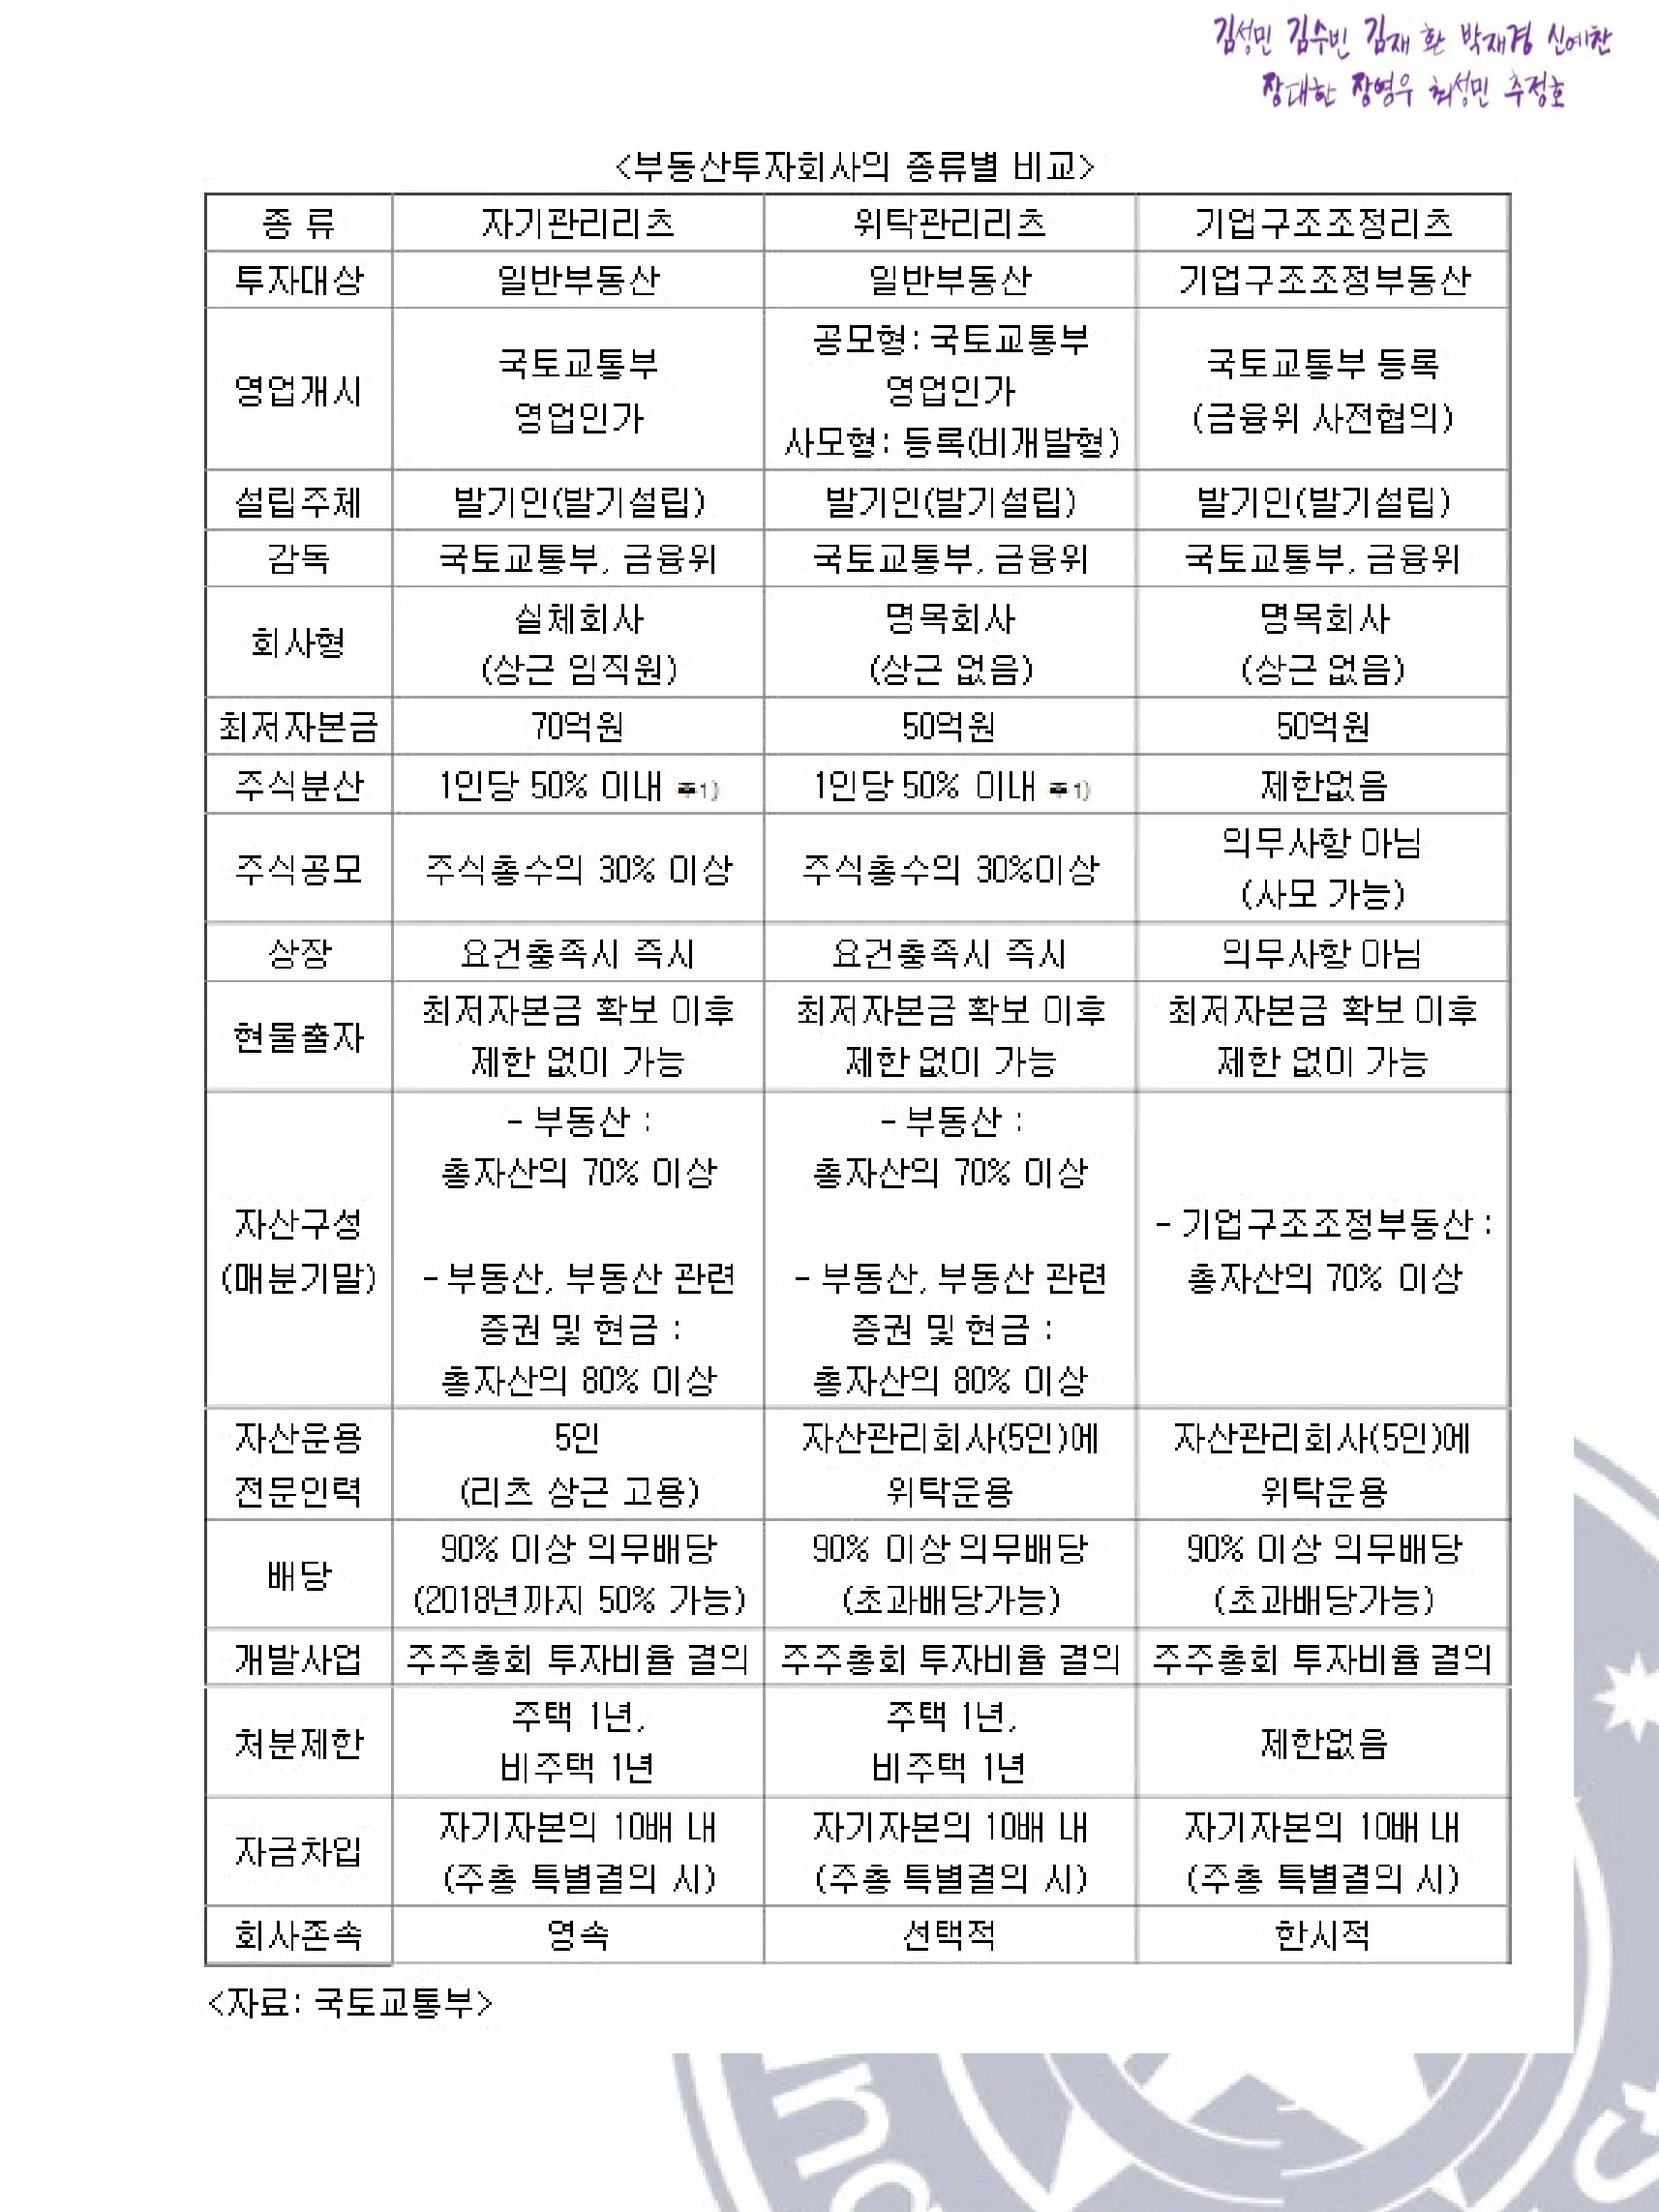 김성민 김수빈 김재환 박재경 신예찬
장대한 장영우 최성민 추정호
<부동산투자회사의 종류별 비교>
종 류 자기관리리츠 위탁관리리츠 기업구조조정리츠
투자대상 일반부동산 일반부동산 기업구조조정부동산
영업개시
국토교통부
영업인가
공모형: 국토교통부
영업인가
사모형: 등록(비개발형)
국토교통부 등록
(금융위 사전협의)
설립주체 발기인(발기설립) 발기인(발기설립) 발기인(발기설립)
감독 국토교통부, 금융위 국토교통부, 금융위 국토교통부, 금융위
회사형
실체회사
(상근 임직원)
명목회사
(상근 없음)
명목회사
(상근 없음)
최저자본금 70억원 50억원 50억원
주식분산 1인당 50% 이내 주1) 1인당 50% 이내 주1) 제한없음
주식공모 주식총수의 30% 이상 주식총수의 30%이상
의무사항 아님
(사모 가능)
상장 요건충족시 즉시 요건충족시 즉시 의무사항 아님
현물출자
최저자본금 확보 이후
제한 없이 가능
최저자본금 확보 이후
제한 없이 가능
최저자본금 확보 이후
제한 없이 가능
자산구성
(매분기말)
- 부동산 :
총자산의 70% 이상
- 부동산, 부동산 관련
증권 및 현금 :
총자산의 80% 이상
- 부동산 :
총자산의 70% 이상
- 부동산, 부동산 관련
증권 및 현금 :
총자산의 80% 이상
- 기업구조조정부동산 :
총자산의 70% 이상
자산운용
전문인력
5인
(리츠 상근 고용)
자산관리회사(5인)에
위탁운용
자산관리회사(5인)에
위탁운용
배당
90% 이상 의무배당
(2018년까지 50% 가능)
90% 이상 의무배당
(초과배당가능)
90% 이상 의무배당
(초과배당가능)
개발사업 주주총회 투자비율 결의 주주총회 투자비율 결의 주주총회 투자비율 결의
처분제한
주택 1년,
비주택 1년
주택 1년,
비주택 1년
제한없음
자금차입
자기자본의 10배 내
(주총 특별결의 시)
자기자본의 10배 내
(주총 특별결의 시)
자기자본의 10배 내
(주총 특별결의 시)
회사존속 영속 선택적 한시적
<자료: 국토교통부>